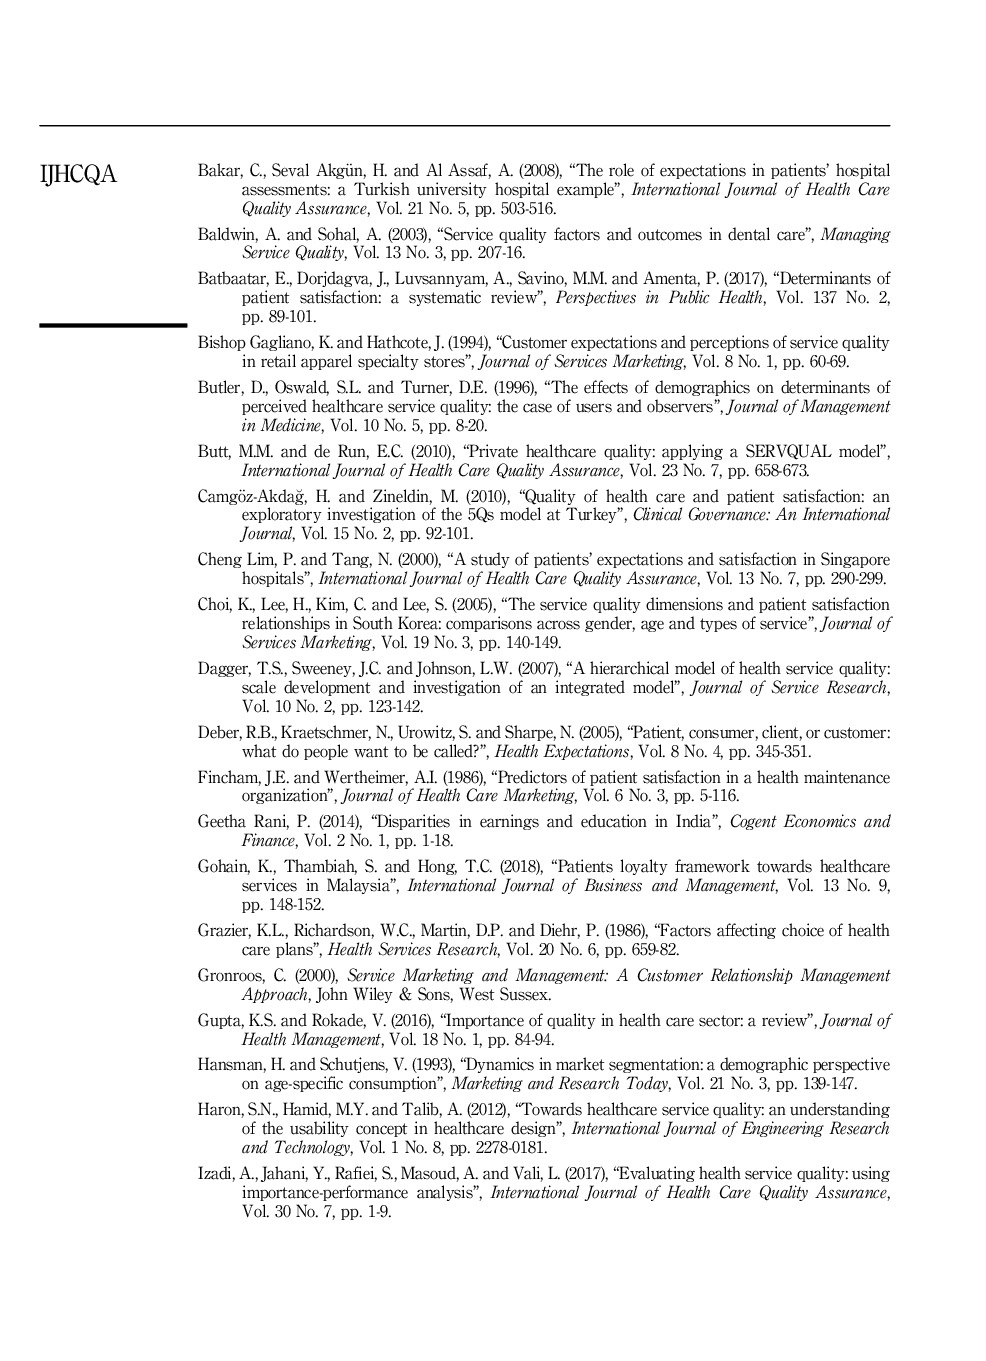 IJHCQA
Bakar, C., Seval Akgün, H. and Al Assaf, A. (2008), “The role of expectations in patients’ hospital
assessments: a Turkish university hospital example”, International Journal of Health Care
Quality Assurance, Vol. 21 No. 5, pp. 503-516.
Baldwin, A. and Sohal, A. (2003), “Service quality factors and outcomes in dental care”, Managing
Service Quality, Vol. 13 No. 3, pp. 207-16.
Batbaatar, E., Dorjdagva, J., Luvsannyam, A., Savino, M.M. and Amenta, P. (2017), “Determinants of
patient satisfaction: a systematic review”, Perspectives in Public Health, Vol. 137 No. 2,
pp. 89-101.
Bishop Gagliano, K. and Hathcote, J. (1994), “Customer expectations and perceptions of service quality
in retail apparel specialty stores”, Journal of Services Marketing, Vol. 8 No. 1, pp. 60-69.
Butler, D., Oswald, S.L. and Turner, D.E. (1996), “The effects of demographics on determinants of
perceived healthcare service quality: the case of users and observers”, Journal of Management
in Medicine, Vol. 10 No. 5, pp. 8-20.
Butt, M.M. and de Run, E.C. (2010), “Private healthcare quality: applying a SERVQUAL model”,
International Journal of Health Care Quality Assurance, Vol. 23 No. 7, pp. 658-673.
Camgöz-Akdağ, H. and Zineldin, M. (2010), “Quality of health care and patient satisfaction: an
exploratory investigation of the 5Qs model at Turkey”, Clinical Governance: An International
Journal, Vol. 15 No. 2, pp. 92-101.
Cheng Lim, P. and Tang, N. (2000), “A study of patients’ expectations and satisfaction in Singapore
hospitals”, International Journal of Health Care Quality Assurance, Vol. 13 No. 7, pp. 290-299.
Choi, K., Lee, H., Kim, C. and Lee, S. (2005), “The service quality dimensions and patient satisfaction
relationships in South Korea: comparisons across gender, age and types of service”, Journal of
Services Marketing, Vol. 19 No. 3, pp. 140-149.
Dagger, T.S., Sweeney, J.C. and Johnson, L.W. (2007), “A hierarchical model of health service quality:
scale development and investigation of an integrated model”, Journal of Service Research,
Vol. 10 No. 2, pp. 123-142.
Deber, R.B., Kraetschmer, N., Urowitz, S. and Sharpe, N. (2005), “Patient, consumer, client, or customer:
what do people want to be called?”, Health Expectations, Vol. 8 No. 4, pp. 345-351.
Fincham, J.E. and Wertheimer, A.I. (1986), “Predictors of patient satisfaction in a health maintenance
organization”, Journal of Health Care Marketing, Vol. 6 No. 3, pp. 5-116.
Geetha Rani, P. (2014), “Disparities in earnings and education in India”, Cogent Economics and
Finance, Vol. 2 No. 1, pp. 1-18.
Gohain, K., Thambiah, S. and Hong, T.C. (2018), “Patients loyalty framework towards healthcare
services in Malaysia”, International Journal of Business and Management, Vol. 13 No. 9,
pp. 148-152.
Grazier, K.L., Richardson, W.C., Martin, D.P. and Diehr, P. (1986), “Factors affecting choice of health
care plans”, Health Services Research, Vol. 20 No. 6, pp. 659-82.
Gronroos, C. (2000), Service Marketing and Management: A Customer Relationship Management
Approach, John Wiley & Sons, West Sussex.
Gupta, K.S. and Rokade, V. (2016), “Importance of quality in health care sector: a review”, Journal of
Health Management, Vol. 18 No. 1, pp. 84-94.
Hansman, H. and Schutjens, V. (1993), “Dynamics in market segmentation: a demographic perspective
on age-specific consumption”, Marketing and Research Today, Vol. 21 No. 3, pp. 139-147.
Haron, S.N., Hamid, M.Y. and Talib, A. (2012), “Towards healthcare service quality: an understanding
of the usability concept in healthcare design”, International Journal of Engineering Research
and Technology, Vol. 1 No. 8, pp. 2278-0181.
Izadi, A., Jahani, Y., Rafiei, S., Masoud, A. and Vali, L. (2017), “Evaluating health service quality: using
importance-performance analysis”, International Journal of Health Care Quality Assurance,
Vol. 30 No. 7, pp. 1-9.